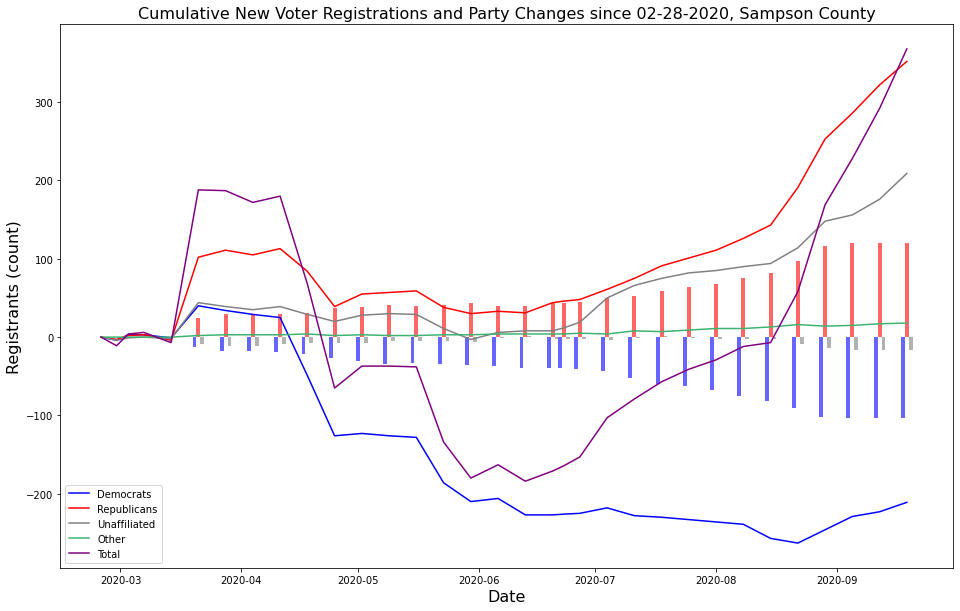 Cumulative New Voter Registrations and Party Changes since 02-28-2020, Sampson County
Registrants (count)
300
200
100
0
−100
−200
Democrats
Republicans
Unaffiliated
Other
Total
2020-03 2020-04 2020-05 2020-06 2020-07 2020-08 2020-09
Date